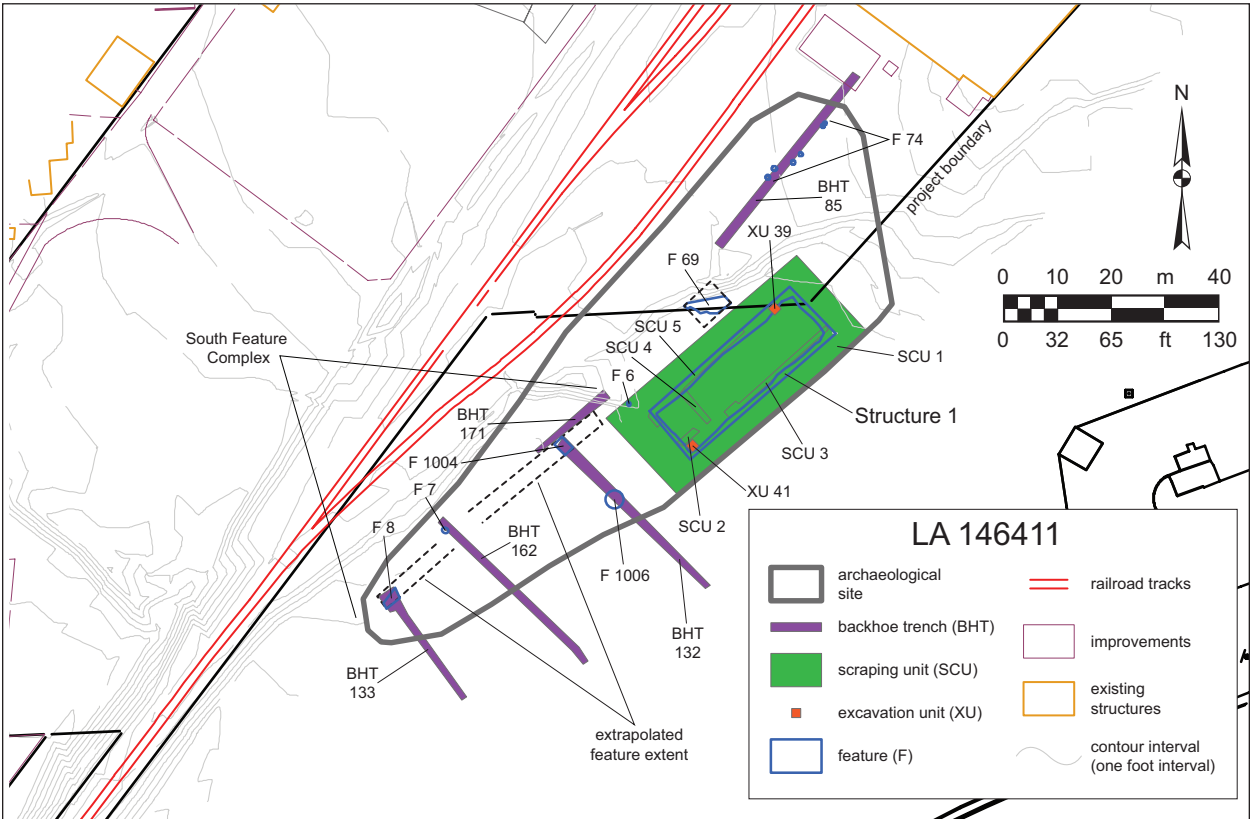 N
F 74
BHT
85
project boundary
XU 39
F 69
0 10 20 m 40
0 32 65 ft 130
SCU 5
SCU 4
South Feature
Complex
SCU 1
F 6
Structure 1
BHT
171
SCU 3
F 1004
F 7
XU 41
F 8
SCU 2
BHT
162
F 1006
BHT
132
BHT
133
extrapolated
feature extent
LA 146411
archaeological
site
backhoe trench (BHT)
scraping unit (SCU)
excavation unit (XU)
feature (F)
railroad tracks
improvements
existing
structures
contour interval
(one foot interval)